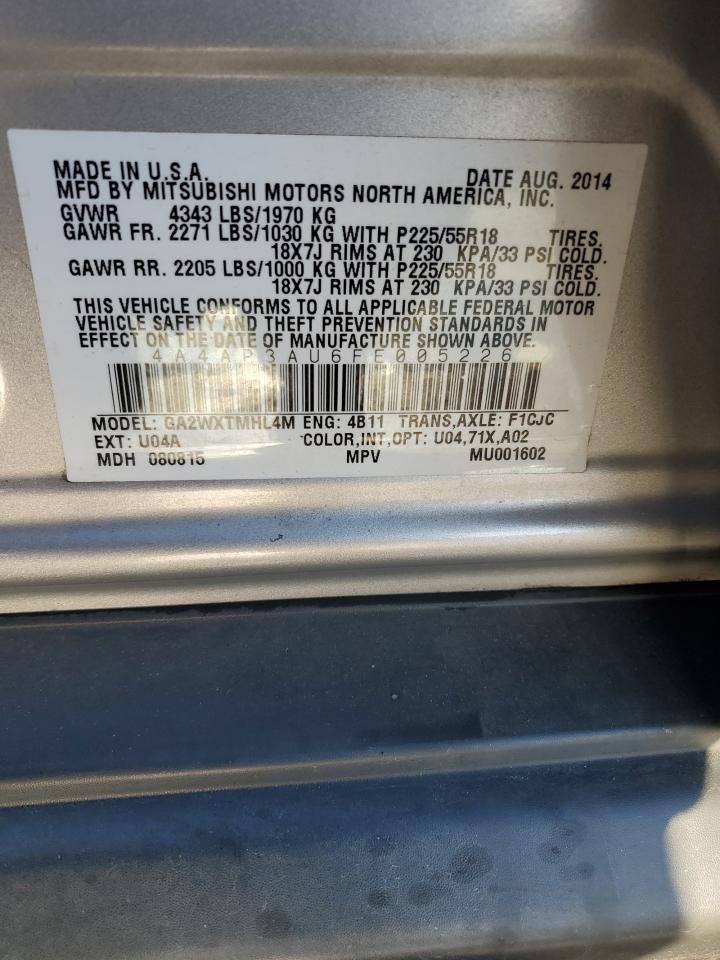 MADE IN U.S.A. DATE AUG. 2014
MFD BY MITSUBISHI MOTORS NORTH AMERICA, INC.
GVWR 4343 LBS/1970 KG
GAWR FR. 2271 LBS/1030 KG WITH P225/55R18 TIRES.
18X7J RIMS AT 230 KPA/33 PSI COLD.
GAWR RR. 2205 LBS/1000 KG WITH P225/55R18 TIRES.
18X7J RIMS AT 230 KPA/33 PSI COLD.
THIS VEHICLE CONFORMS TO ALL APPLICABLE FEDERAL MOTOR
VEHICLE SAFETY AND THEFT PREVENTION STANDARDS IN
EFFECT ON THE DATE OF MANUFACTURE SHOWN ABOVE.
4A4AP3AU6FE005226
MODEL: GA2WXTMHL4M ENG: 4B11 TRANS,AXLE: F1CJC
EXT: U04A COLOR,INT,OPT: U04,71X,A02
MDH 080815 MPV MU001602